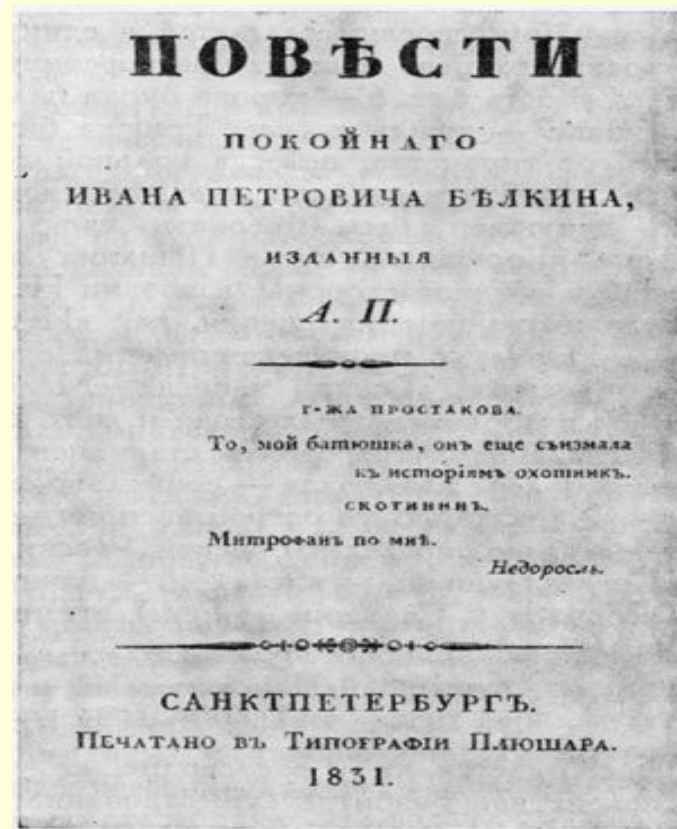 ПОВѢСТИ
ПОКОЙНАГО
ИВАНА ПЕТРОВИЧА БѢЛКИНА,
ИЗДАННЫЯ
А. П.
Г-ЖА ПРОСТАКОВА.
То, мой батюшка, онъ еще съизмала
къ исторіямъ охотникъ.
СКОТИНИНЪ.
Митрофанъ по мнѣ.
Недоросль.
САНКТПЕТЕРБУРГЪ.
ПЕЧАТАНО ВЪ ТИПОГРАФІИ ПЛЮШАРА.
1831.